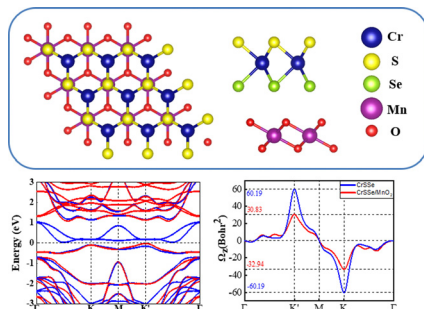 Cr
S
Se
Mn
O
3
2
1
0
-1
-2
-3
Energy (eV)
Γ K M K' Γ
60
40
20
0
-20
-40
-60
Ωz(Bohr²)
60.19
30.83
-32.94
-60.19
CrSSe
CrSSe/MnO₂
Γ K' M K Γ